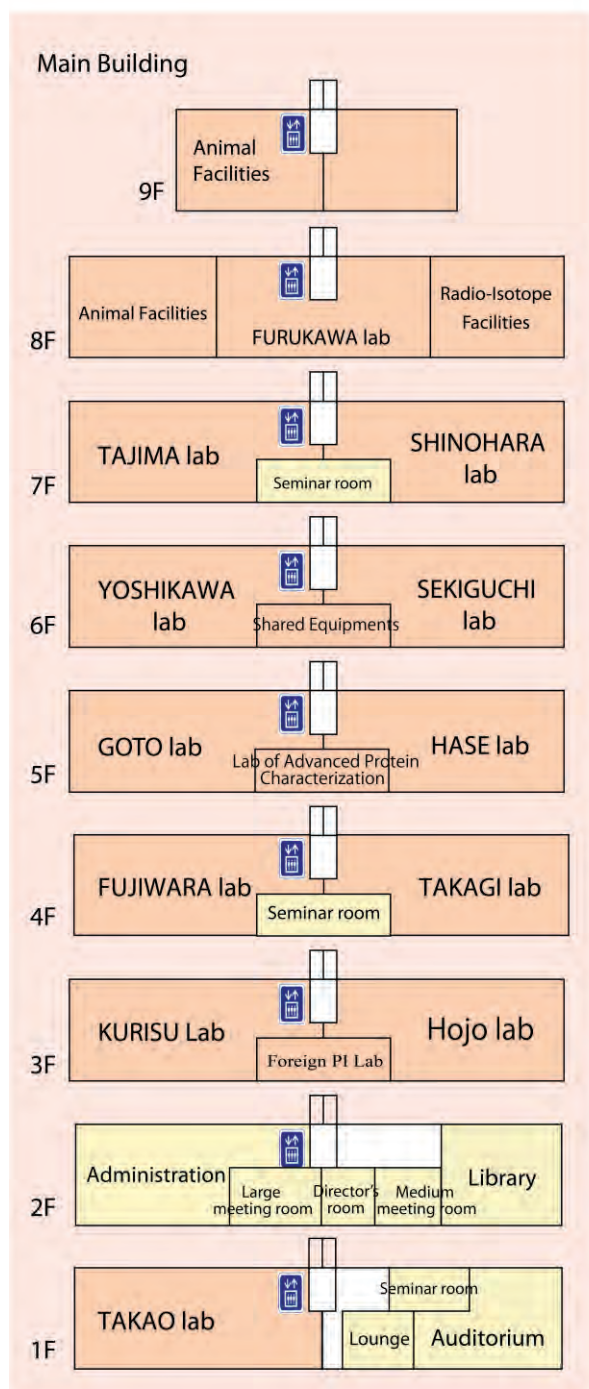 Main Building
Animal
Facilities
9F
Animal Facilities
FURUKAWA lab
Radio-Isotope
Facilities
8F
TAJIMA lab
Seminar room
SHINOHARA
lab
7F
YOSHIKAWA
lab
Shared Equipments
SEKIGUCHI
lab
6F
GOTO lab
Lab of Advanced Protein
Characterization
HASE lab
5F
FUJIWARA lab
Seminar room
TAKAGI lab
4F
KURISU Lab
Foreign PI Lab
Hojo lab
3F
Administration
Large
meeting room
Director's
room
Medium
meeting room
Library
2F
TAKAO lab
Seminar room
Lounge
Auditorium
1F